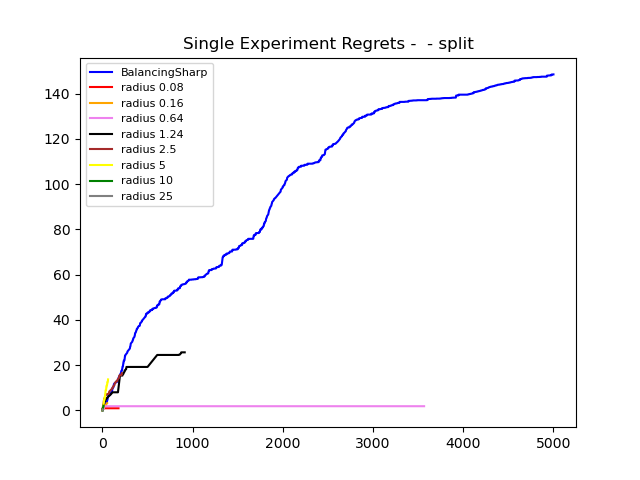 Single Experiment Regrets -  - split
BalancingSharp
radius 0.08
radius 0.16
radius 0.64
radius 1.24
radius 2.5
radius 5
radius 10
radius 25
140
120
100
80
60
40
20
0
0 1000 2000 3000 4000 5000